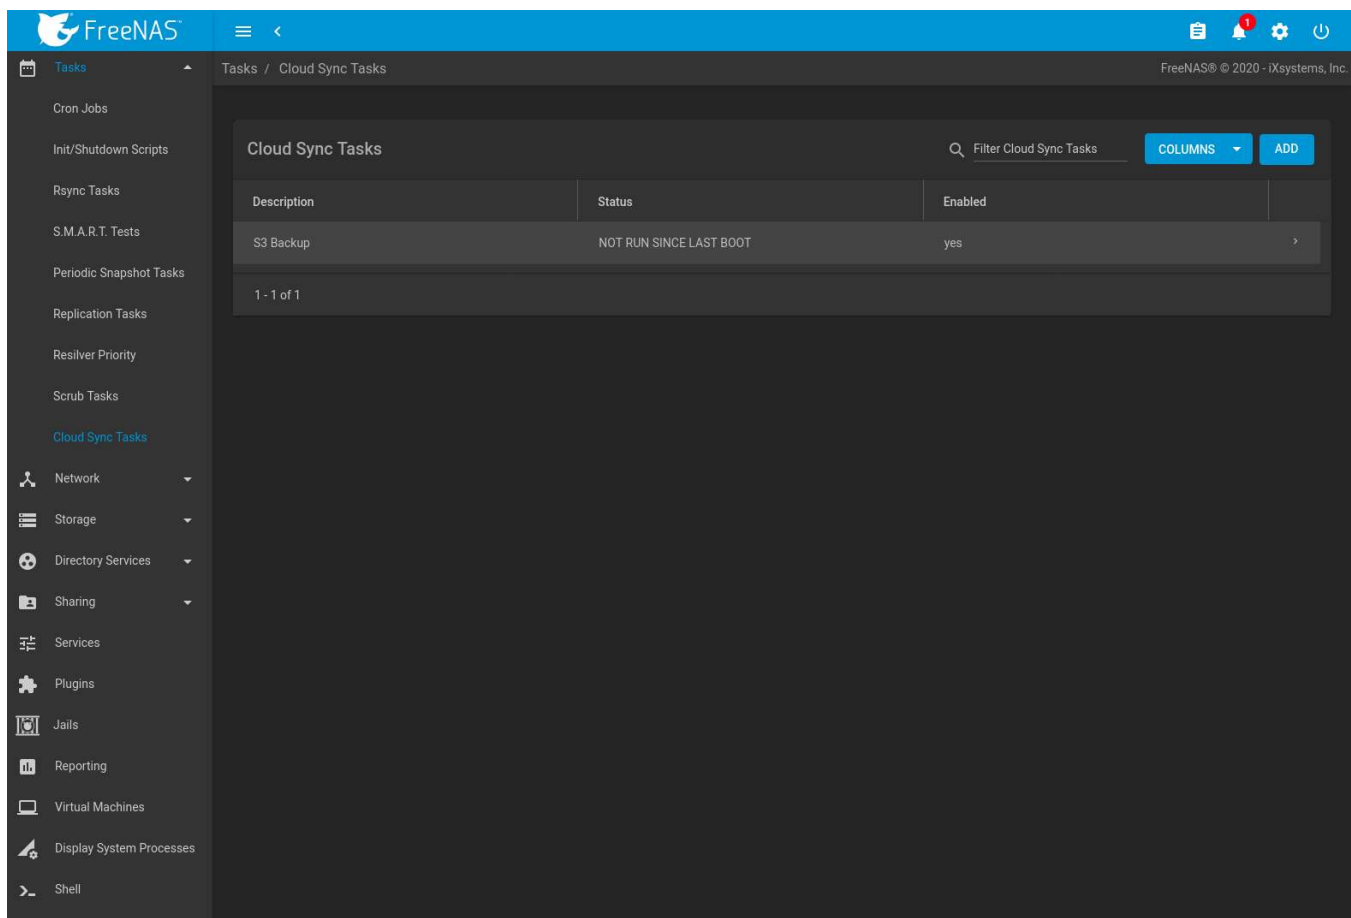 FreeNAS®
1
Tasks
Tasks / Cloud Sync Tasks
FreeNAS® © 2020 - iXsystems, Inc.
Cron Jobs
Init/Shutdown Scripts
Rsync Tasks
S.M.A.R.T. Tests
Periodic Snapshot Tasks
Replication Tasks
Resilver Priority
Scrub Tasks
Cloud Sync Tasks
Network
Storage
Directory Services
Sharing
Services
Plugins
Jails
Reporting
Virtual Machines
Display System Processes
Shell
Cloud Sync Tasks
Filter Cloud Sync Tasks
COLUMNS
ADD
Description Status Enabled
S3 Backup NOT RUN SINCE LAST BOOT yes
1 - 1 of 1